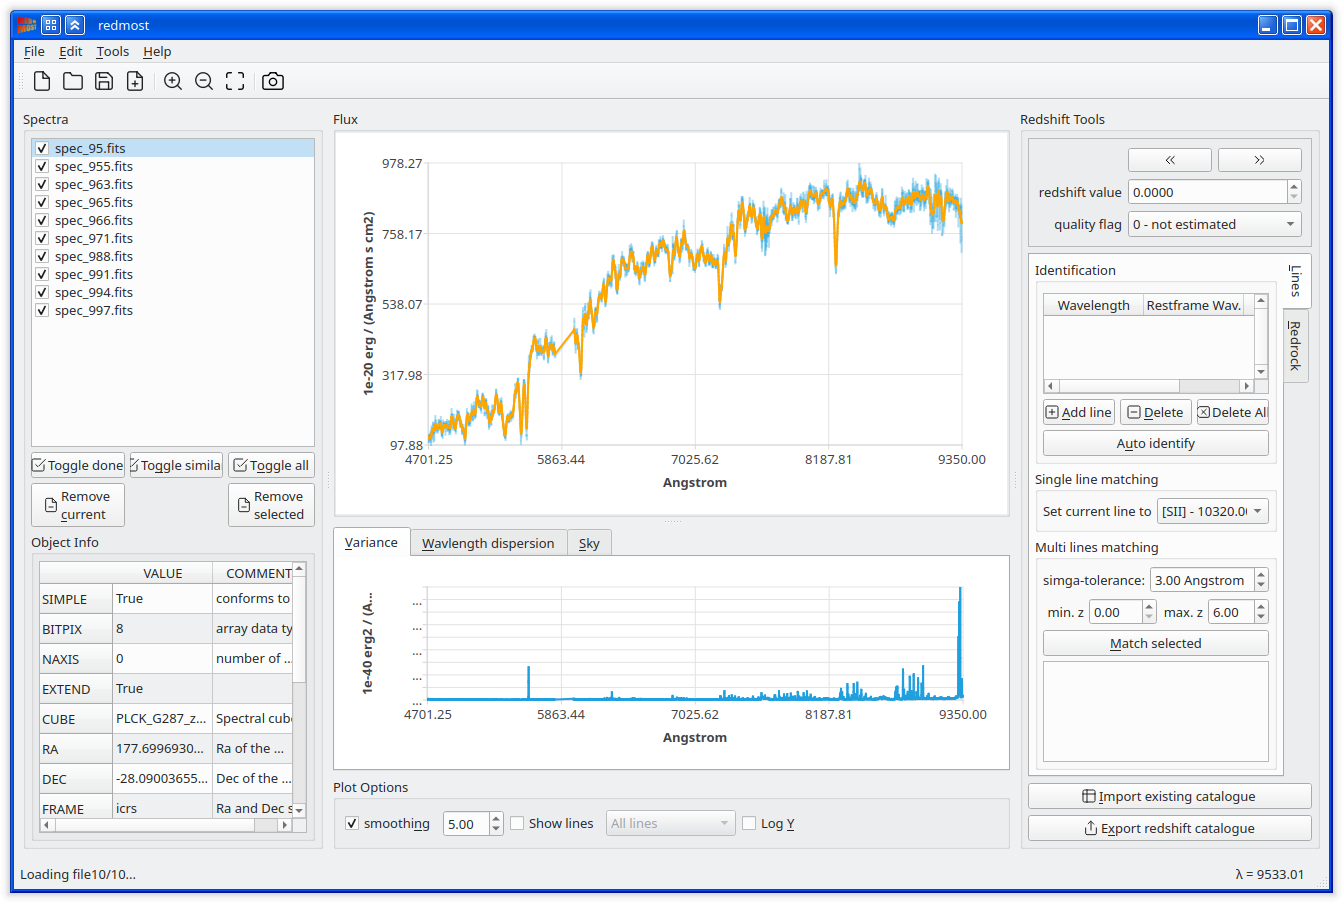 redmost
File Edit Tools Help
Spectra
spec_95.fits
spec_955.fits
spec_963.fits
spec_965.fits
spec_966.fits
spec_971.fits
spec_988.fits
spec_991.fits
spec_994.fits
spec_997.fits
Toggle done Toggle simila Toggle all
Remove current
Remove selected
Object Info
VALUE COMMENT
SIMPLE True conforms to
BITPIX 8 array data ty
NAXIS 0 number of ...
EXTEND True
CUBE PLCK_G287_z... Spectral cub
RA 177.6996930... Ra of the ...
DEC -28.09003655... Dec of the ...
FRAME icrs Ra and Dec s
Flux
1e-20 erg / (Angstrom s cm2)
978.27
758.17
538.07
317.98
97.88
4701.25 5863.44 7025.62 8187.81 9350.00
Angstrom
Variance Wavlength dispersion Sky
1e-40 erg2 / (A...
...
...
...
...
...
4701.25 5863.44 7025.62 8187.81 9350.00
Angstrom
Plot Options
smoothing 5.00 Show lines All lines Log Y
Redshift Tools
« »
redshift value 0.0000
quality flag 0 - not estimated
Lines
Redrock
Identification
Wavelength Restframe Wav.
Add line Delete Delete All
Auto identify
Single line matching
Set current line to [SII] - 10320.0
Multi lines matching
simga-tolerance: 3.00 Angstrom
min. z 0.00 max. z 6.00
Match selected
Import existing catalogue
Export redshift catalogue
Loading file10/10...
λ = 9533.01